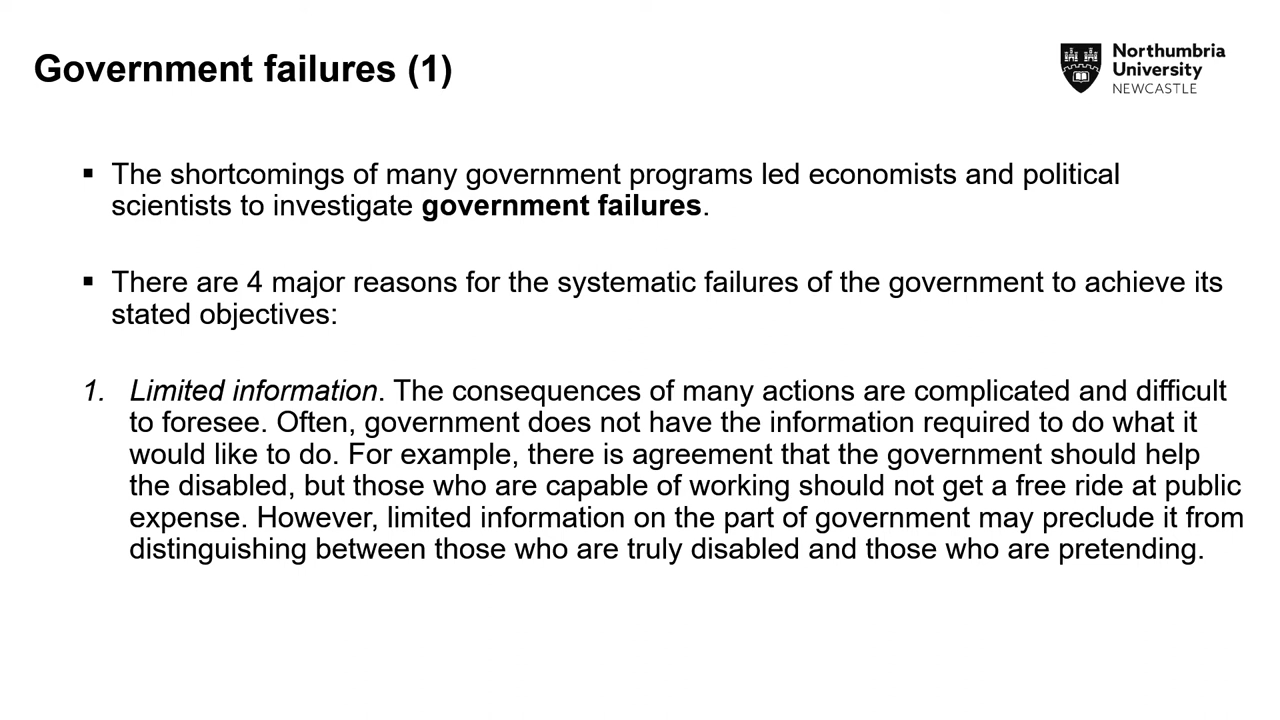 Government failures (1)
Northumbria
University
NEWCASTLE
▪ The shortcomings of many government programs led economists and political
scientists to investigate government failures.
▪ There are 4 major reasons for the systematic failures of the government to achieve its
stated objectives:
1. Limited information. The consequences of many actions are complicated and difficult
to foresee. Often, government does not have the information required to do what it
would like to do. For example, there is agreement that the government should help
the disabled, but those who are capable of working should not get a free ride at public
expense. However, limited information on the part of government may preclude it from
distinguishing between those who are truly disabled and those who are pretending.